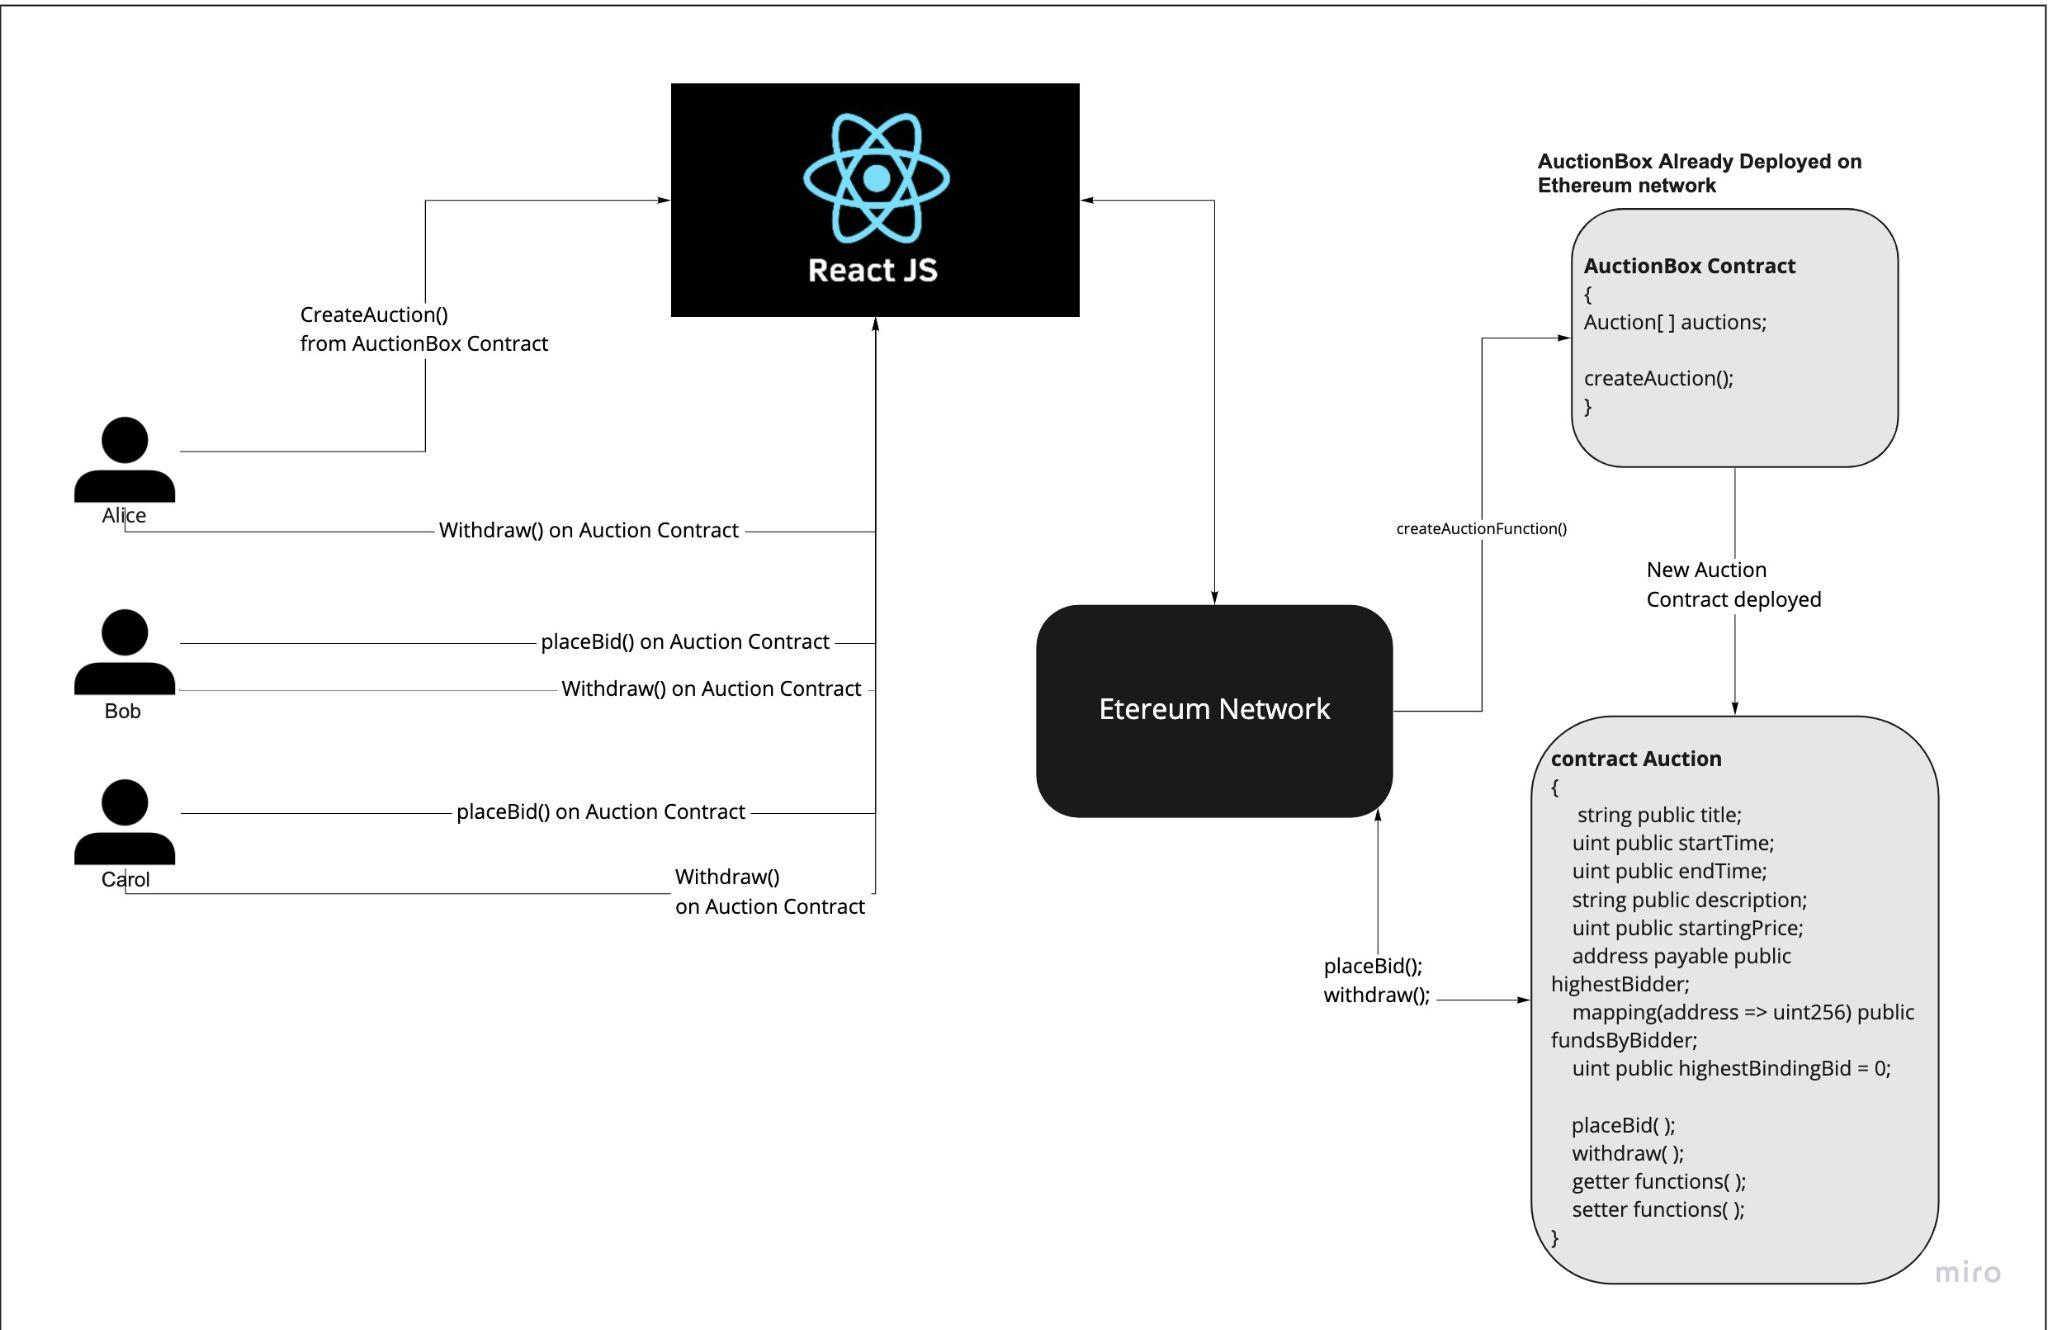 React JS
AuctionBox Already Deployed on
Ethereum network
AuctionBox Contract
{
Auction[ ] auctions;
createAuction();
}
CreateAuction()
from AuctionBox Contract
Alice
Withdraw() on Auction Contract
placeBid() on Auction Contract
Withdraw() on Auction Contract
Bob
placeBid() on Auction Contract
Carol
Withdraw()
on Auction Contract
createAuctionFunction()
New Auction
Contract deployed
Etereum Network
placeBid();
withdraw();
contract Auction
{
string public title;
uint public startTime;
uint public endTime;
string public description;
uint public startingPrice;
address payable public
highestBidder;
mapping(address => uint256) public
fundsByBidder;
uint public highestBindingBid = 0;
placeBid( );
withdraw( );
getter functions( );
setter functions( );
}
miro